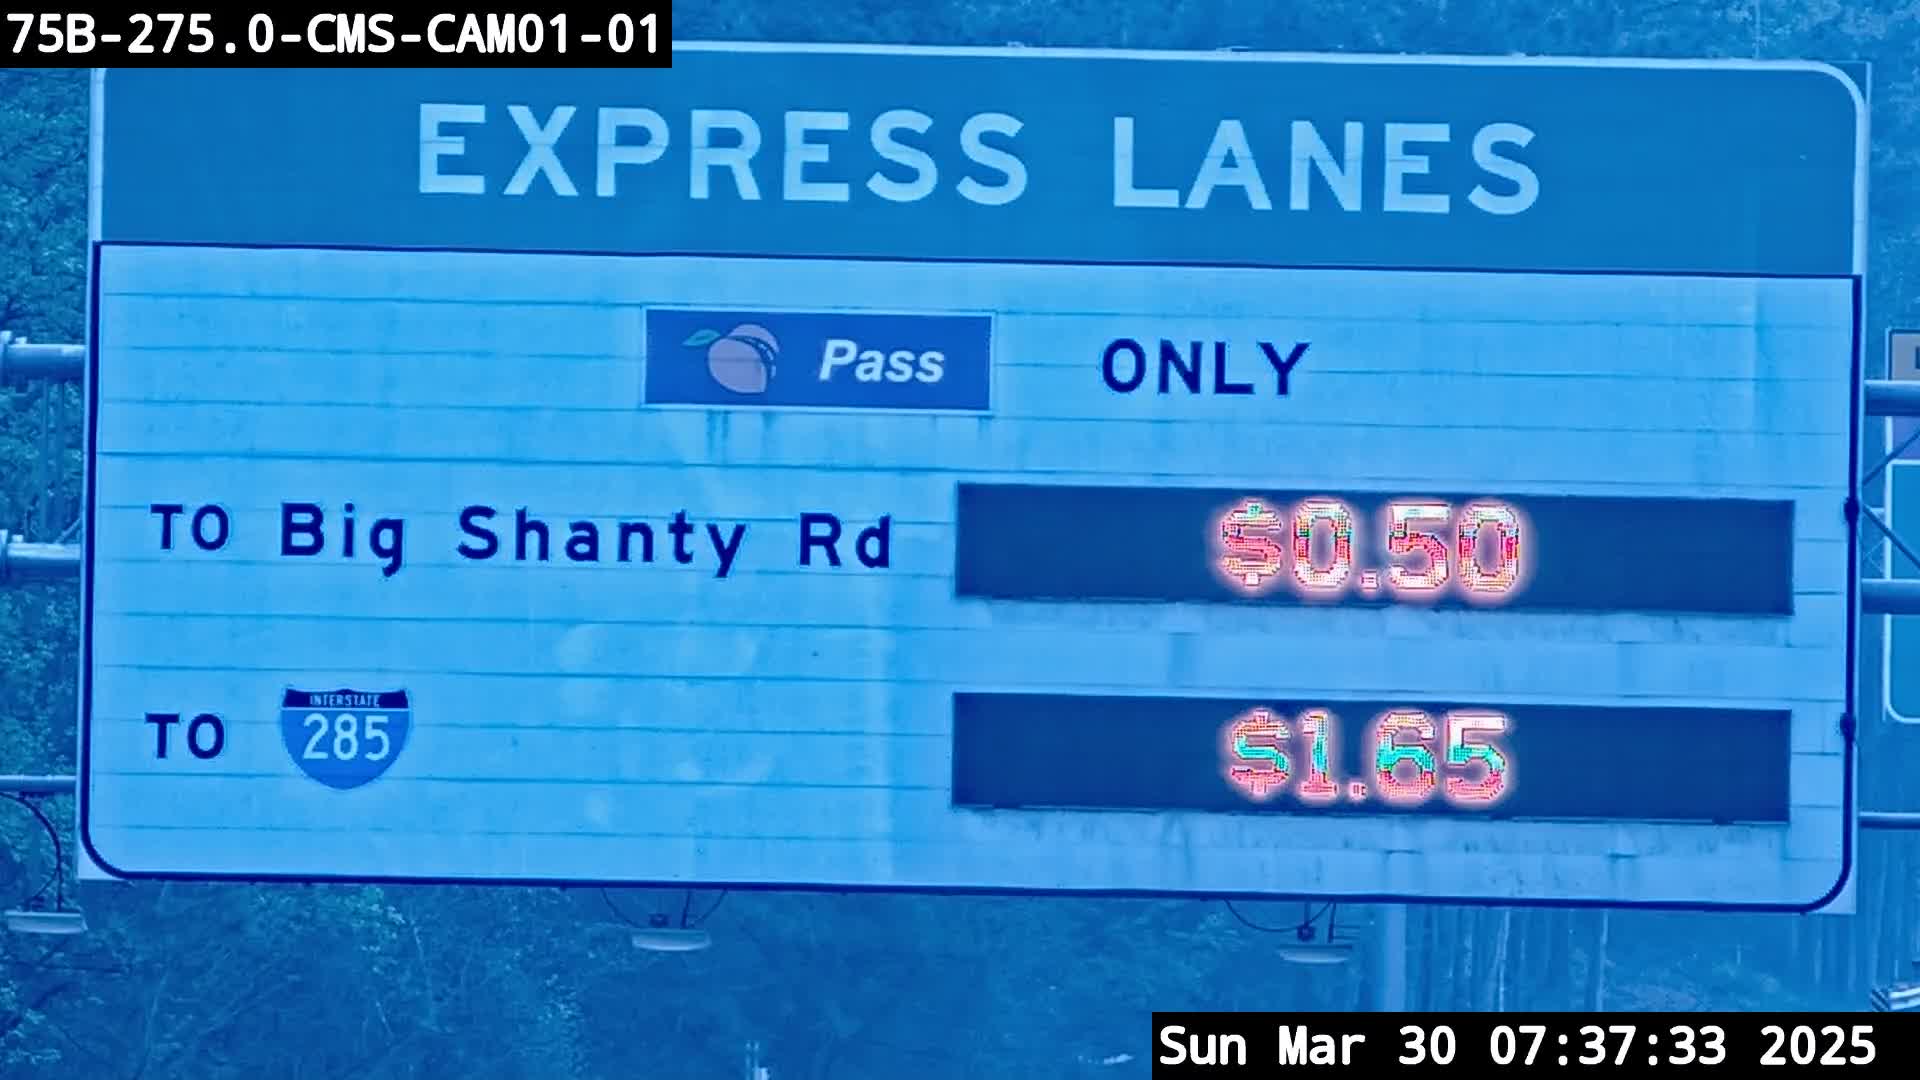 75B-275.0-CMS-CAM01-01
EXPRESS LANES
Pass ONLY
TO Big Shanty Rd $0.50
TO INTERSTATE 285 $1.65
Sun Mar 30 07:37:33 2025